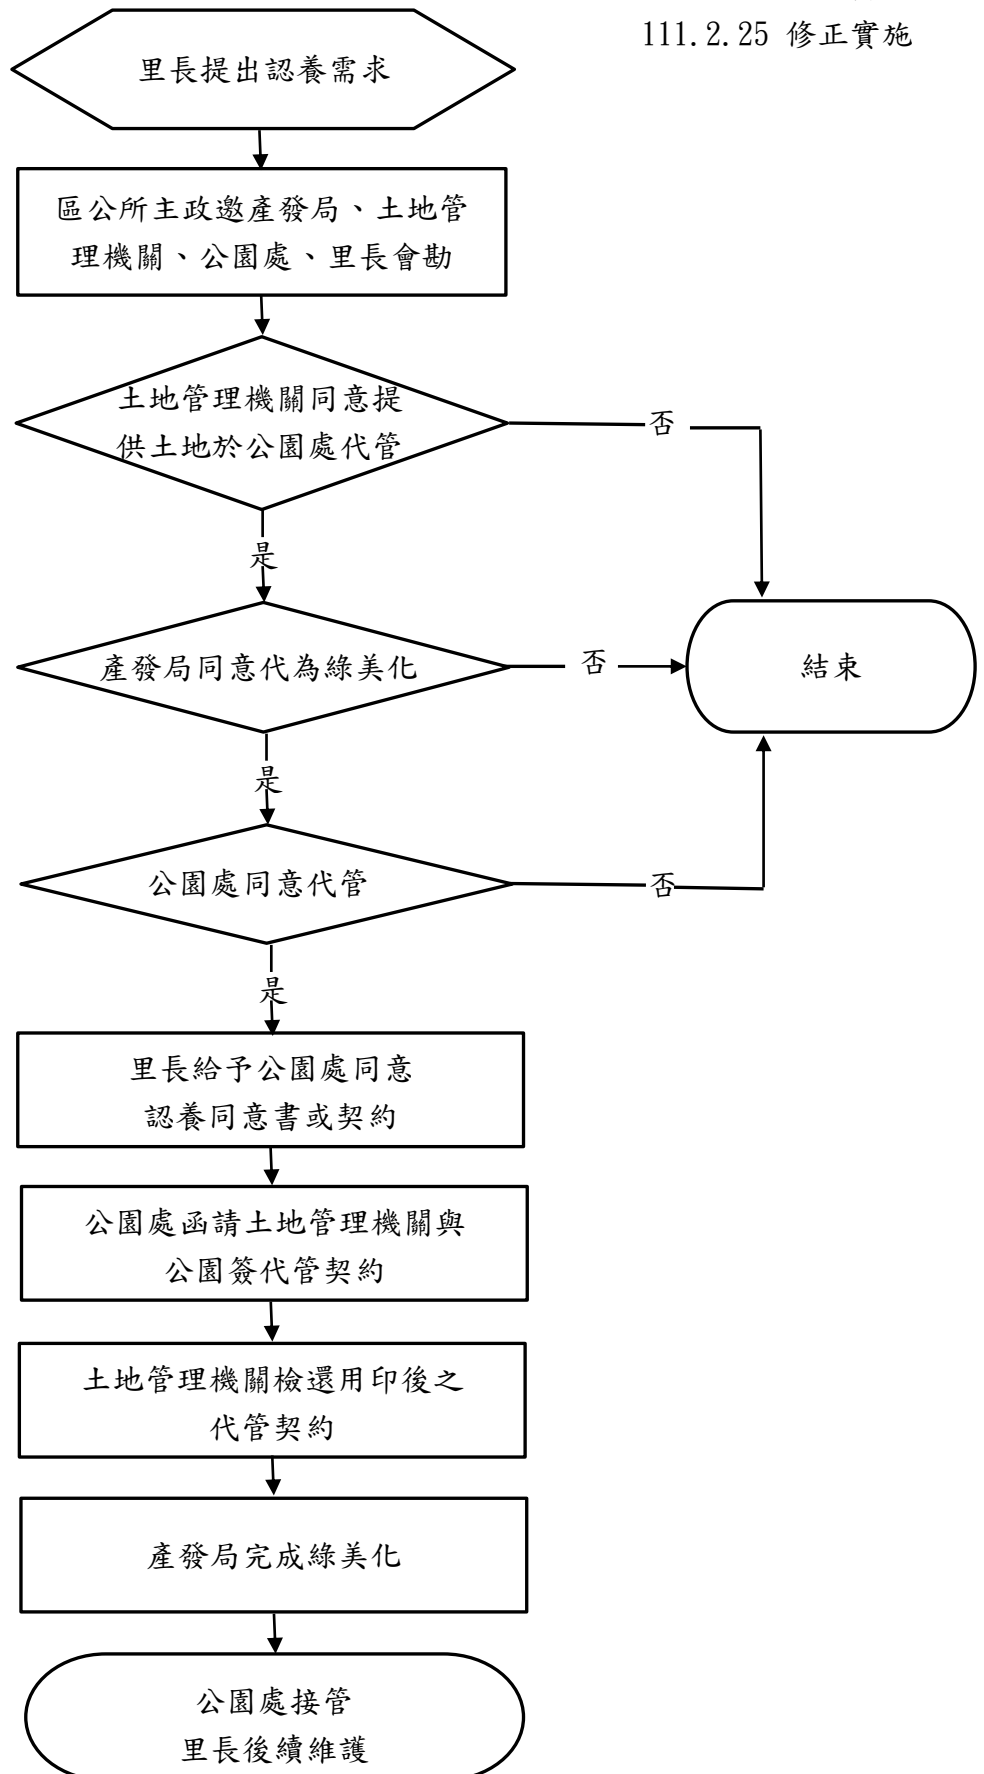 111.2.25 修正實施
里長提出認養需求
區公所主政邀產發局、土地管
理機關、公園處、里長會勘
土地管理機關同意提
供土地於公園處代管
否
是
產發局同意代為綠美化
否
結束
是
公園處同意代管
否
是
里長給予公園處同意
認養同意書或契約
公園處函請土地管理機關與
公園簽代管契約
土地管理機關檢還用印後之
代管契約
產發局完成綠美化
公園處接管
里長後續維護